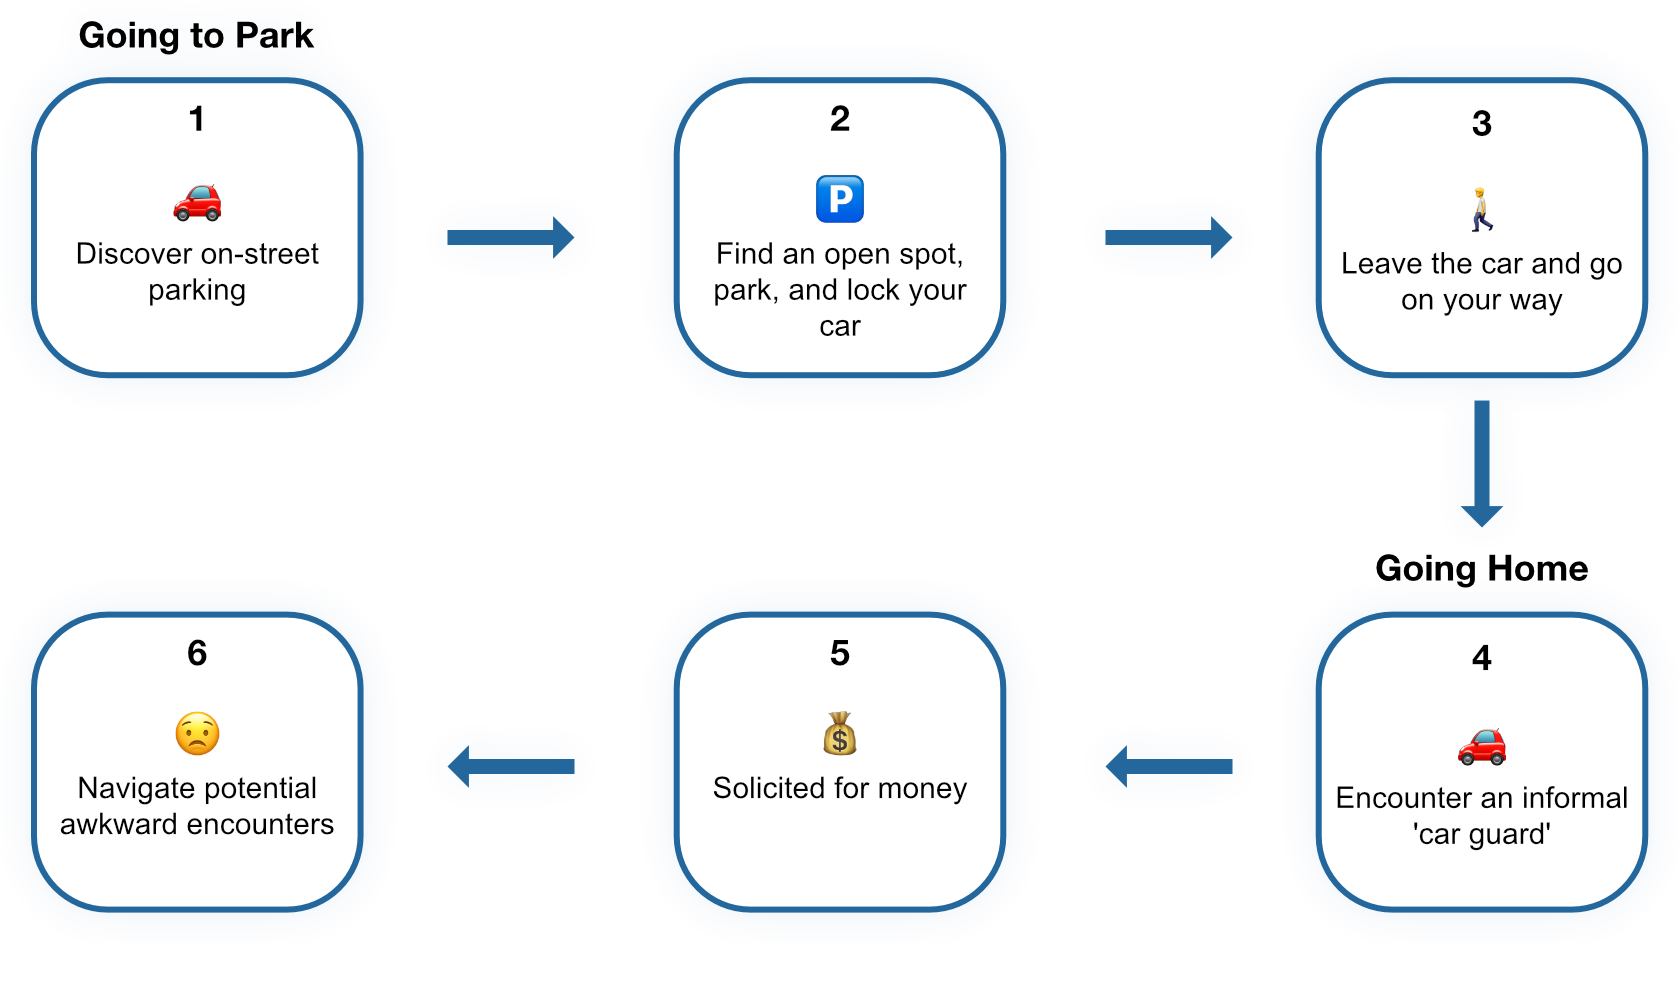 Going to Park
1
Discover on-street
parking
2
P
Find an open spot,
park, and lock your
car
3
Leave the car and go
on your way
Going Home
4
Encounter an informal
'car guard'
5
$
Solicited for money
6
Navigate potential
awkward encounters